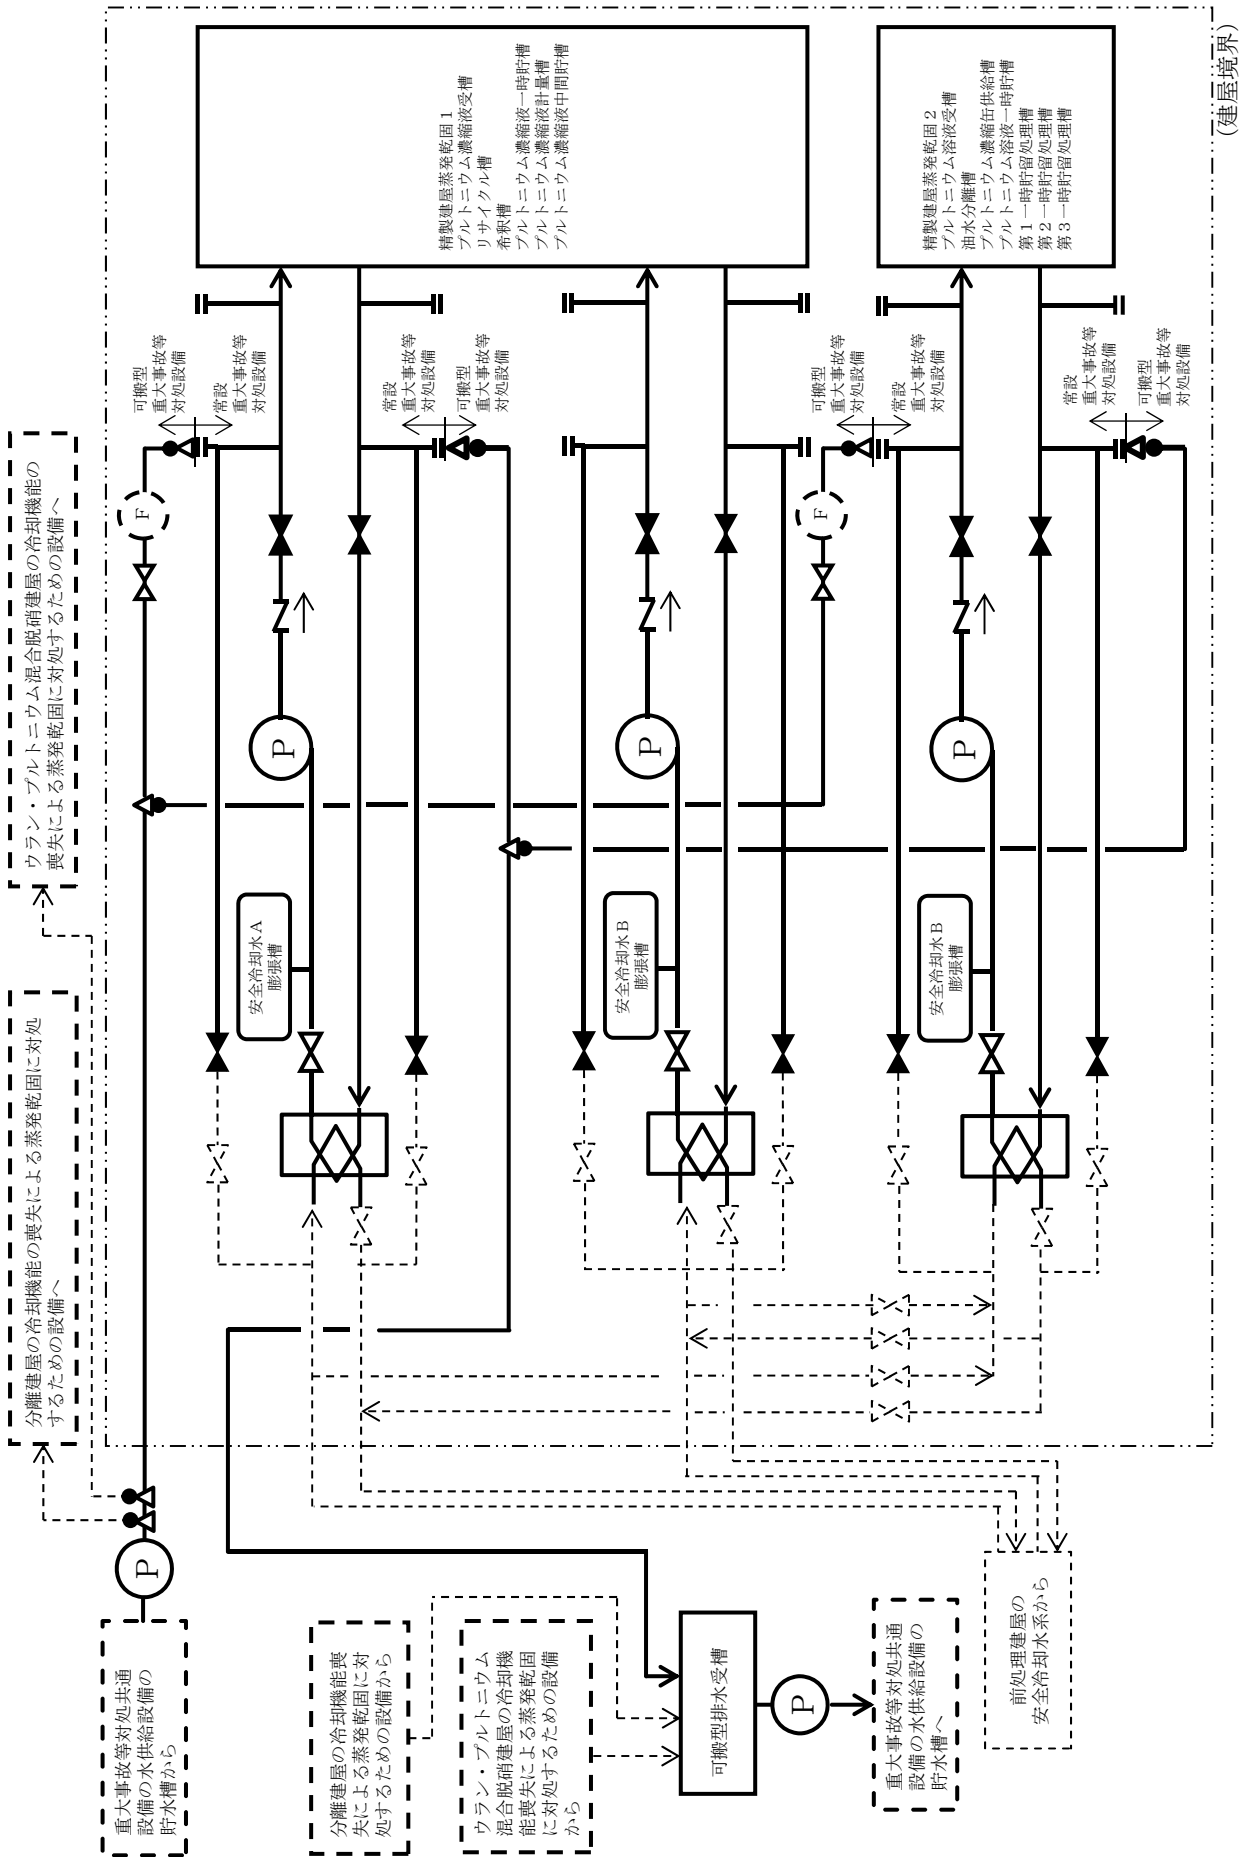 (建屋境界)
精製建屋蒸発乾固１
プルトニウム濃縮液受槽
リサイクル槽
希釈槽
プルトニウム濃縮液一時貯槽
プルトニウム濃縮液計量槽
プルトニウム濃縮液中間貯槽
精製建屋蒸発乾固２
プルトニウム溶液受槽
油水分離槽
プルトニウム濃縮缶供給槽
プルトニウム溶液一時貯槽
第１一時貯留処理槽
第２一時貯留処理槽
第３一時貯留処理槽
可搬型
重大事故等
対処設備
常設
重大事故等
対処設備
常設
重大事故等
対処設備
可搬型
重大事故等
対処設備
可搬型
重大事故等
対処設備
常設
重大事故等
対処設備
常設
重大事故等
対処設備
可搬型
重大事故等
対処設備
ウラン・プルトニウム混合脱硝建屋の冷却機能の
喪失による蒸発乾固に対処するための設備へ
F
F
P
P
P
安全冷却水A
膨張槽
安全冷却水B
膨張槽
安全冷却水B
膨張槽
分離建屋の冷却機能の喪失による蒸発乾固に対処
するための設備へ
P
重大事故等対処共通
設備の水供給設備の
貯水槽から
分離建屋の冷却機能喪
失による蒸発乾固に対
処するための設備から
ウラン・プルトニウム
混合脱硝建屋の冷却機
能喪失による蒸発乾固
に対処するための設備
から
可搬型排水受槽
P
重大事故等対処共通
設備の水供給設備の
貯水槽へ
前処理建屋の
安全冷却水系から